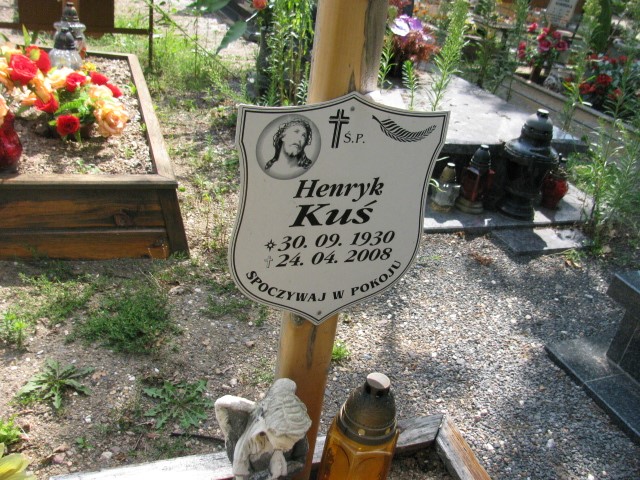 Ś.P.
Henryk
Kuś
30. 09. 1930
24. 04. 2008
SPOCZYWAJ W POKOJU